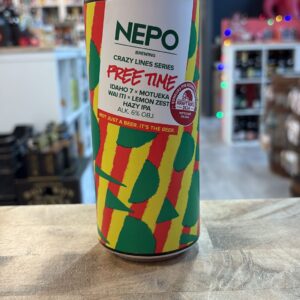 NEPO
BREWING
CRAZY LINES SERIES
FREE TIME
IDAHO 7 × MOTUEKA
WAI ITI × LEMON ZEST
HAZY IPA
ALK. 6% OBJ.
NOT JUST A BEER. IT'S THE BEER.